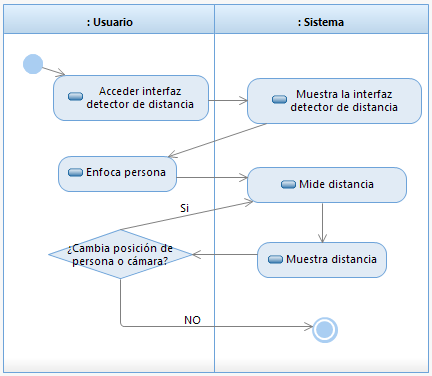 : Usuario
: Sistema
Acceder interfaz
detector de distancia
Muestra la interfaz
detector de distancia
Enfoca persona
Mide distancia
Si
¿Cambia posición de
persona o cámara?
Muestra distancia
NO